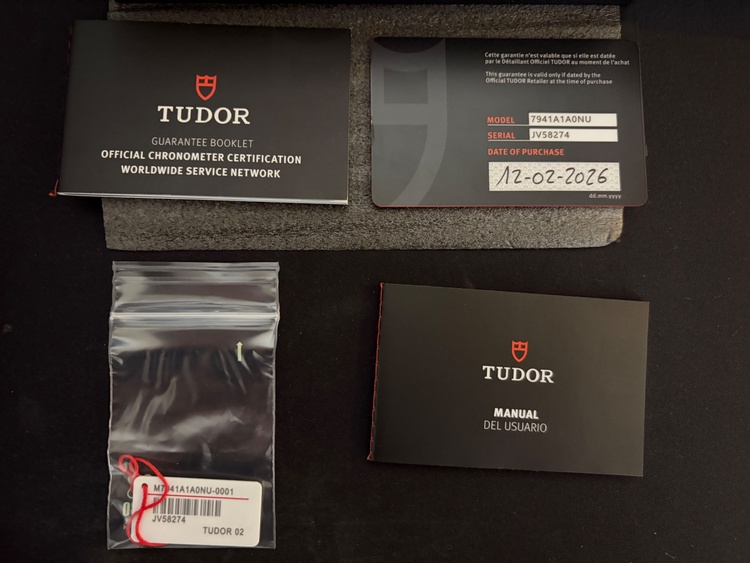 TUDOR
GUARANTEE BOOKLET
OFFICIAL CHRONOMETER CERTIFICATION
WORLDWIDE SERVICE NETWORK
Cette garantie n'est valable que si elle est datée
par le Détaillant Officiel TUDOR au moment de l'achat
This guarantee is valid only if dated by the
Official TUDOR Retailer at the time of purchase
MODEL 7941A1A0NU
SERIAL JV58274
DATE OF PURCHASE
12-02-2026
dd.mm.yyyy
M7941A1A0NU-0001
JV58274
TUDOR 02
TUDOR
MANUAL
DEL USUARIO